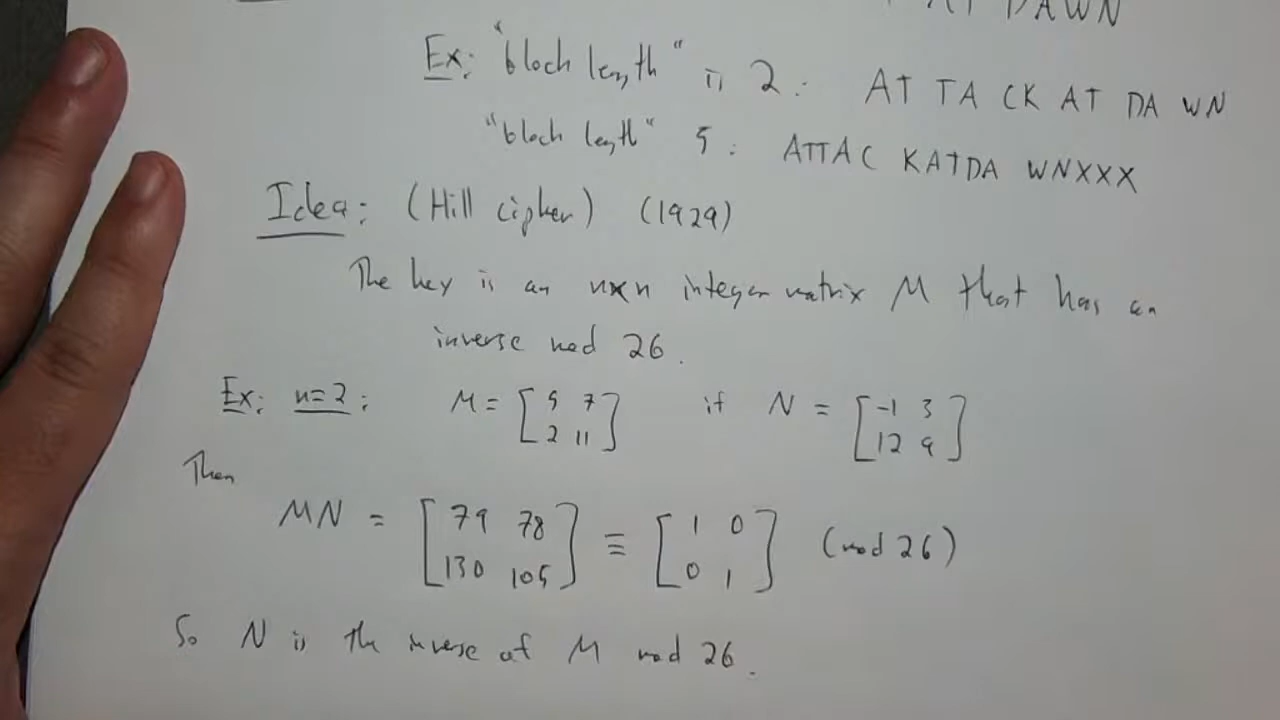 AT DAWN
Ex: "block length" is 2: AT TA CK AT DA WN
"block length" 5: ATTAC KATDA WNXXX
Idea: (Hill cipher) (1929)
The key is an n×n integer matrix M that has an
inverse mod 26.
Ex: n=2: M = [5 7 if N = [-1 3
2 11] 12 9]
Then
MN = [79 78 ≡ [1 0 (mod 26)
130 105] 0 1]
So N is the inverse of M mod 26.